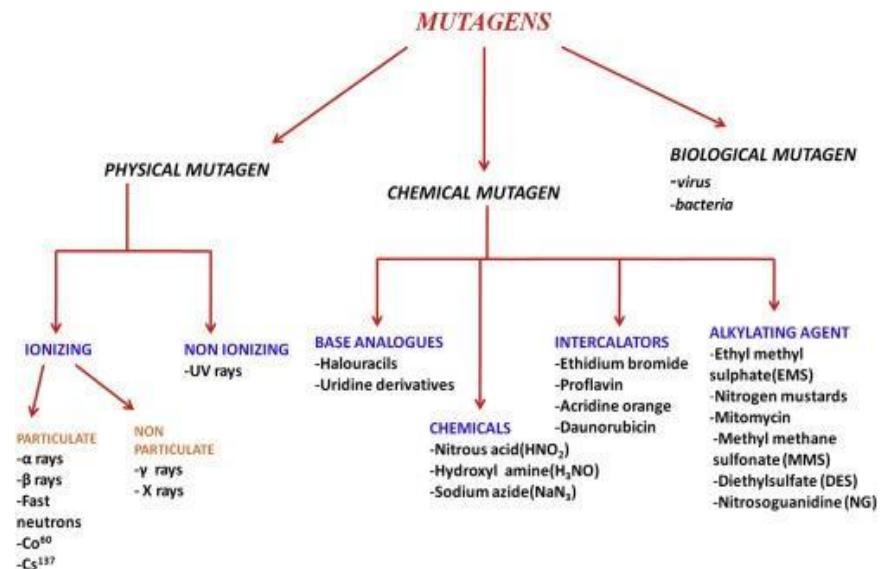 MUTAGENS
PHYSICAL MUTAGEN
CHEMICAL MUTAGEN
BIOLOGICAL MUTAGEN
-virus
-bacteria
IONIZING
NON IONIZING
-UV rays
PARTICULATE
-α rays
-β rays
-Fast
neutrons
-Co⁶⁰
-Cs¹³⁷
NON
PARTICULATE
-γ rays
- X rays
BASE ANALOGUES
-Halouracils
-Uridine derivatives
CHEMICALS
-Nitrous acid(HNO₂)
-Hydroxyl amine(H₃NO)
-Sodium azide(NaN₃)
INTERCALATORS
-Ethidium bromide
-Proflavin
-Acridine orange
-Daunorubicin
ALKYLATING AGENT
-Ethyl methyl
sulphate(EMS)
-Nitrogen mustards
-Mitomycin
-Methyl methane
sulfonate(MMS)
-Diethylsulfate (DES)
-Nitrosoguanidine (NG)